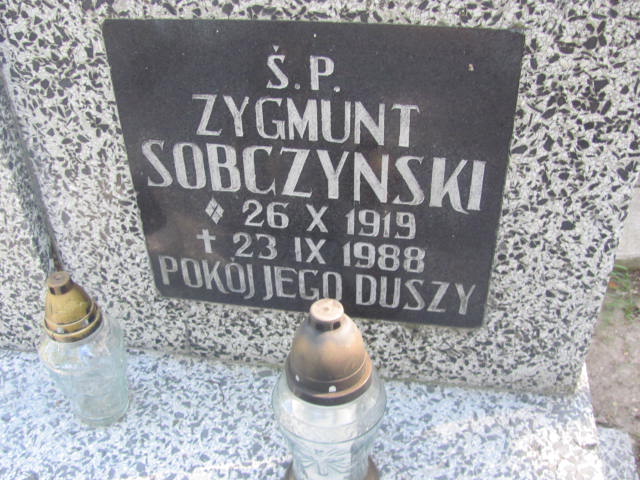 Ś.P.
ZYGMUNT
SOBCZYNSKI
26 X 1919
✝ 23 IX 1988
POKÓJ JEGO DUSZY